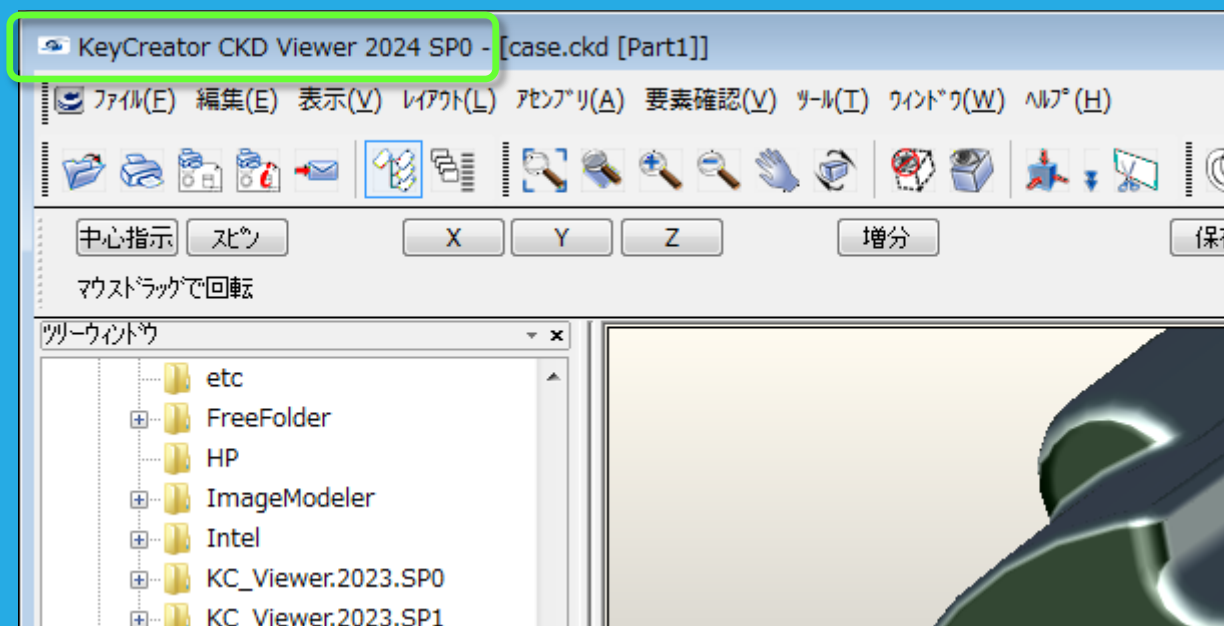 KeyCreator CKD Viewer 2024 SP0 - [case.ckd [Part1]]
ﾌｧｲﾙ(F) 編集(E) 表示(V) ﾚｲｱｳﾄ(L) ｱｾﾝﾌﾞﾘ(A) 要素確認(V) ﾂｰﾙ(T) ｳｨﾝﾄﾞｳ(W) ﾍﾙﾌﾟ(H)
中心指示 ｽﾋﾟﾝ X Y Z 増分
ﾏｳｽﾄﾞﾗｯｸﾞで回転
ﾂﾘｰｳｨﾝﾄﾞｳ
etc
FreeFolder
HP
ImageModeler
Intel
KC_Viewer.2023.SP0
KC_Viewer.2023.SP1